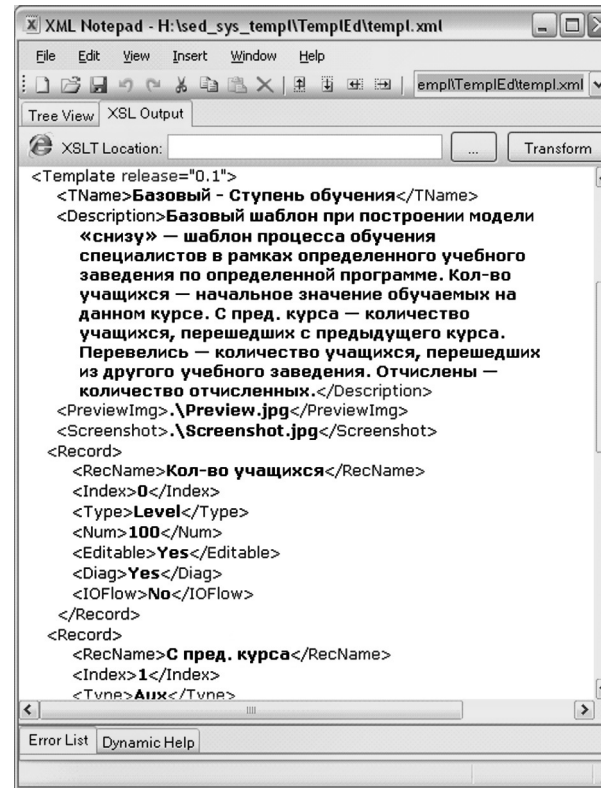 XML Notepad - H:\sed_sys_templ\TemplEd\templ.xml
File Edit View Insert Window Help
empl\TemplEd\templ.xml
Tree View XSL Output
XSLT Location: ... Transform
<Template release="0.1">
<TName>Базовый - Ступень обучения</TName>
<Description>Базовый шаблон при построении модели
«снизу» — шаблон процесса обучения
специалистов в рамках определенного учебного
заведения по определенной программе. Кол-во
учащихся — начальное значение обучаемых на
данном курсе. С пред. курса — количество
учащихся, перешедших с предыдущего курса.
Перевелись — количество учащихся, перешедших
из другого учебного заведения. Отчислены —
количество отчисленных.</Description>
<PreviewImg>.\Preview.jpg</PreviewImg>
<Screenshot>.\Screenshot.jpg</Screenshot>
<Record>
<RecName>Кол-во учащихся</RecName>
<Index>0</Index>
<Type>Level</Type>
<Num>100</Num>
<Editable>Yes</Editable>
<Diag>Yes</Diag>
<IOFlow>No</IOFlow>
</Record>
<Record>
<RecName>С пред. курса</RecName>
<Index>1</Index>
<Type>Aux</Type>
Error List Dynamic Help